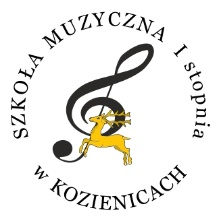 SZKOŁA MUZYCZNA I stopnia
w KOZIENICACH